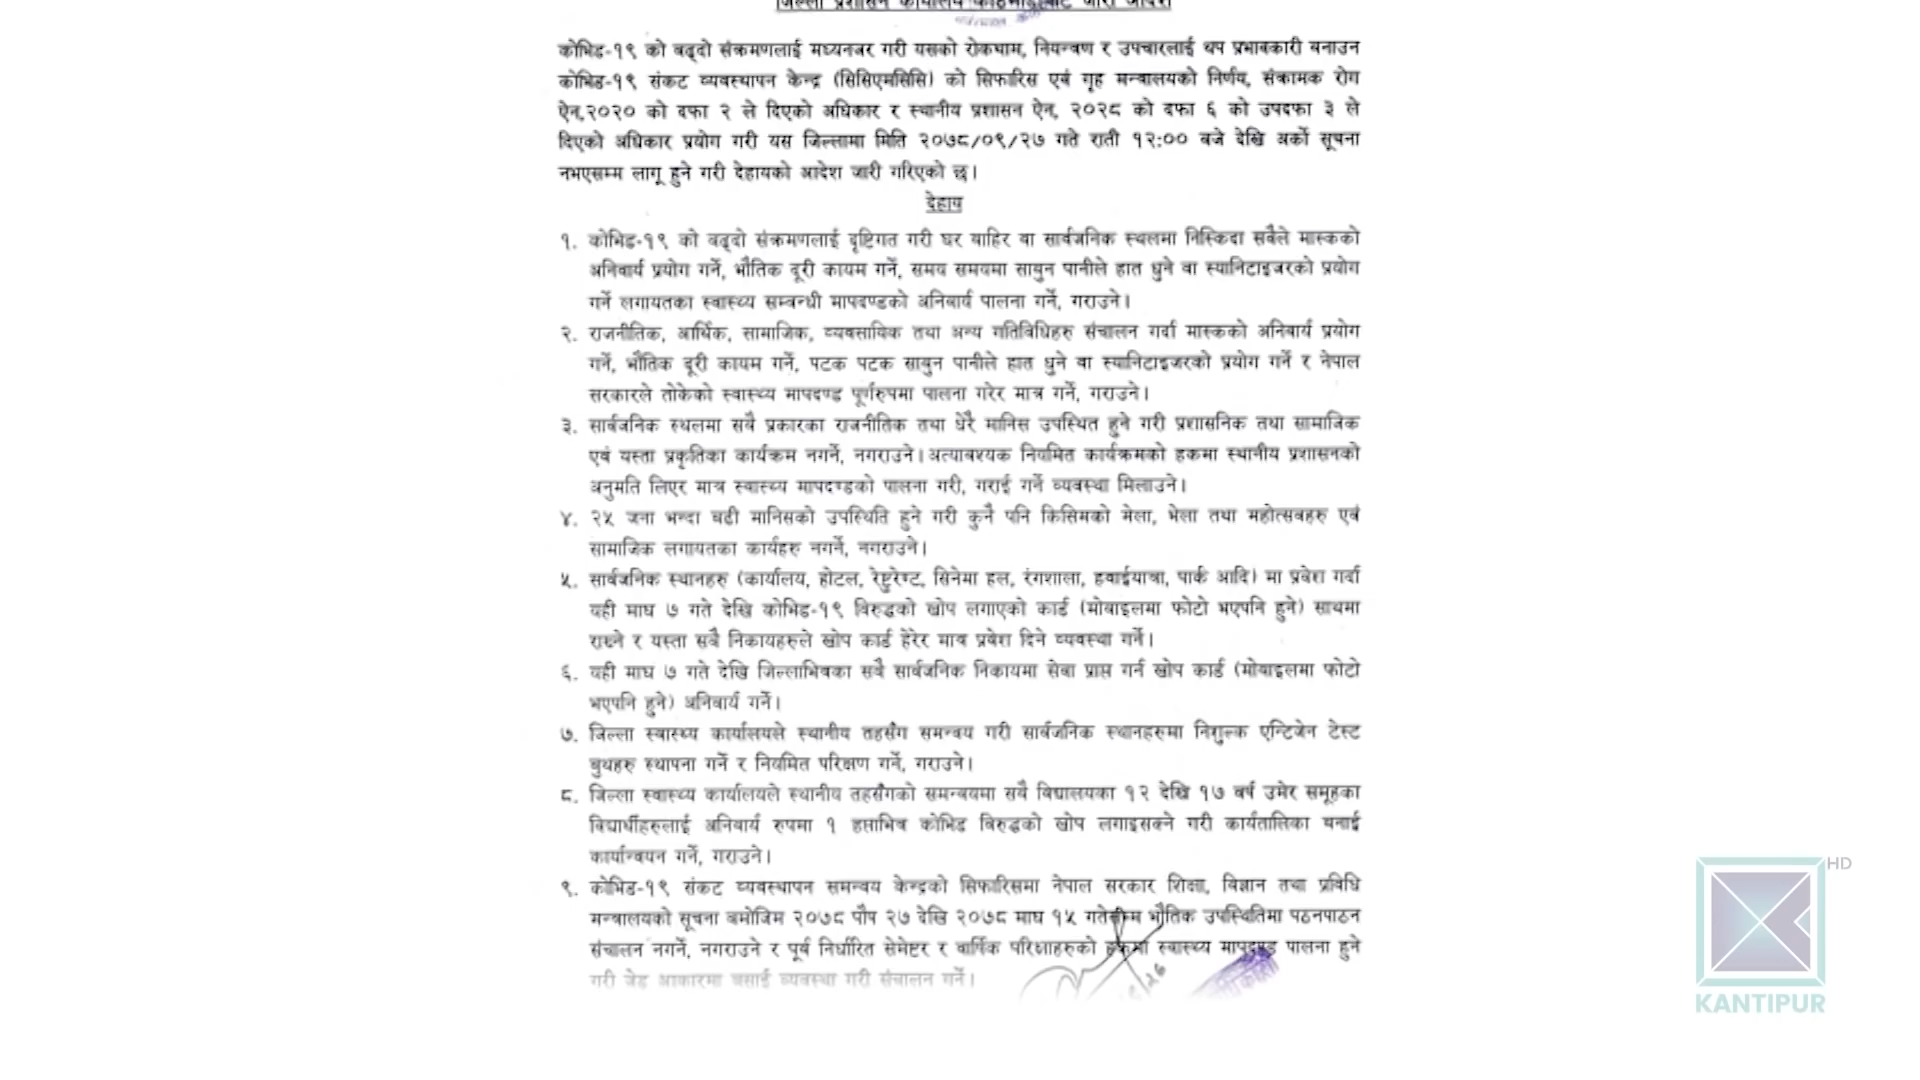 जिल्ला प्रशासन कार्यालय काठमाडौंबाट जारी आदेश
कोभिड-१९ को बढ्दो संक्रमणलाई मध्यनजर गरी यसको रोकथाम, नियन्त्रण र उपचारलाई थप प्रभावकारी बनाउन
कोभिड-१९ संकट व्यवस्थापन केन्द्र (सिसिएमसिसि) को सिफारिस एवं गृह मन्त्रालयको निर्णय, संक्रामक रोग
ऐन,२०२० को दफा २ ले दिएको अधिकार र स्थानीय प्रशासन ऐन, २०२८ को दफा ६ को उपदफा ३ ले
दिएको अधिकार प्रयोग गरी यस जिल्लामा मिति २०७८/०९/२७ गते राती १२:०० बजे देखि अर्को सूचना
नभएसम्म लागू हुने गरी देहायको आदेश जारी गरिएको छ।
देहाय
१. कोभिड-१९ को बढ्दो संक्रमणलाई दृष्टिगत गरी घर बाहिर वा सार्वजनिक स्थलमा निस्किदा सबैले मास्कको
अनिवार्य प्रयोग गर्ने, भौतिक दूरी कायम गर्ने, समय समयमा साबुन पानीले हात धुने वा स्यानिटाइजरको प्रयोग
गर्ने लगायतका स्वास्थ्य सम्बन्धी मापदण्डको अनिवार्य पालना गर्ने, गराउने।
२. राजनीतिक, आर्थिक, सामाजिक, व्यवसायिक तथा अन्य गतिविधिहरु संचालन गर्दा मास्कको अनिवार्य प्रयोग
गर्ने, भौतिक दूरी कायम गर्ने, पटक पटक साबुन पानीले हात धुने वा स्यानिटाइजरको प्रयोग गर्ने र नेपाल
सरकारले तोकेको स्वास्थ्य मापदण्ड पूर्णरुपमा पालना गरेर मात्र गर्ने, गराउने।
३. सार्वजनिक स्थलमा सबै प्रकारका राजनीतिक तथा धेरै मानिस उपस्थित हुने गरी प्रशासनिक तथा सामाजिक
एवं यस्ता प्रकृतिका कार्यक्रम नगर्ने, नगराउने। अत्यावश्यक नियमित कार्यक्रमको हकमा स्थानीय प्रशासनको
अनुमति लिएर मात्र स्वास्थ्य मापदण्डको पालना गरी, गराई गर्ने व्यवस्था मिलाउने।
४. २५ जना भन्दा बढी मानिसको उपस्थिति हुने गरी कुनै पनि किसिमको मेला, भेला तथा महोत्सवहरु एवं
सामाजिक लगायतका कार्यहरु नगर्ने, नगराउने।
५. सार्वजनिक स्थानहरु (कार्यालय, होटल, रेष्टुरेण्ट, सिनेमा हल, रंगशाला, हवाईयात्रा, पार्क आदि) मा प्रवेश गर्दा
यही माघ ७ गते देखि कोभिड-१९ विरुद्धको खोप लगाएको कार्ड (मोबाइलमा फोटो भएपनि हुने) साथमा
राख्ने र यस्ता सबै निकायहरुले खोप कार्ड हेरेर मात्र प्रवेश दिने व्यवस्था गर्ने।
६. यही माघ ७ गते देखि जिल्लाभित्रका सबै सार्वजनिक निकायमा सेवा प्राप्त गर्न खोप कार्ड (मोबाइलमा फोटो
भएपनि हुने) अनिवार्य गर्ने।
७. जिल्ला स्वास्थ्य कार्यालयले स्थानीय तहसँग समन्वय गरी सार्वजनिक स्थानहरुमा निशुल्क एन्टिजेन टेस्ट
बुथहरु स्थापना गर्ने र नियमित परिक्षण गर्ने, गराउने।
८. जिल्ला स्वास्थ्य कार्यालयले स्थानीय तहसँगको समन्वयमा सबै विद्यालयका १२ देखि १७ वर्ष उमेर समूहका
विद्यार्थीहरुलाई अनिवार्य रुपमा १ हप्ताभित्र कोभिड विरुद्धको खोप लगाइसक्ने गरी कार्यतालिका बनाई
कार्यान्वयन गर्ने, गराउने।
९. कोभिड-१९ संकट व्यवस्थापन समन्वय केन्द्रको सिफारिसमा नेपाल सरकार शिक्षा, विज्ञान तथा प्रविधि
मन्त्रालयको सूचना बमोजिम २०७८ पौष २७ देखि २०७८ माघ १५ गतेसम्म भौतिक उपस्थितिमा पठनपाठन
संचालन नगर्ने, नगराउने र पूर्व निर्धारित सेमेष्टर र वार्षिक परिक्षाहरुको हकमा स्वास्थ्य मापदण्ड पालना हुने
गरी जेड आकारमा बसाई व्यवस्था गरी संचालन गर्ने।
HD
KANTIPUR